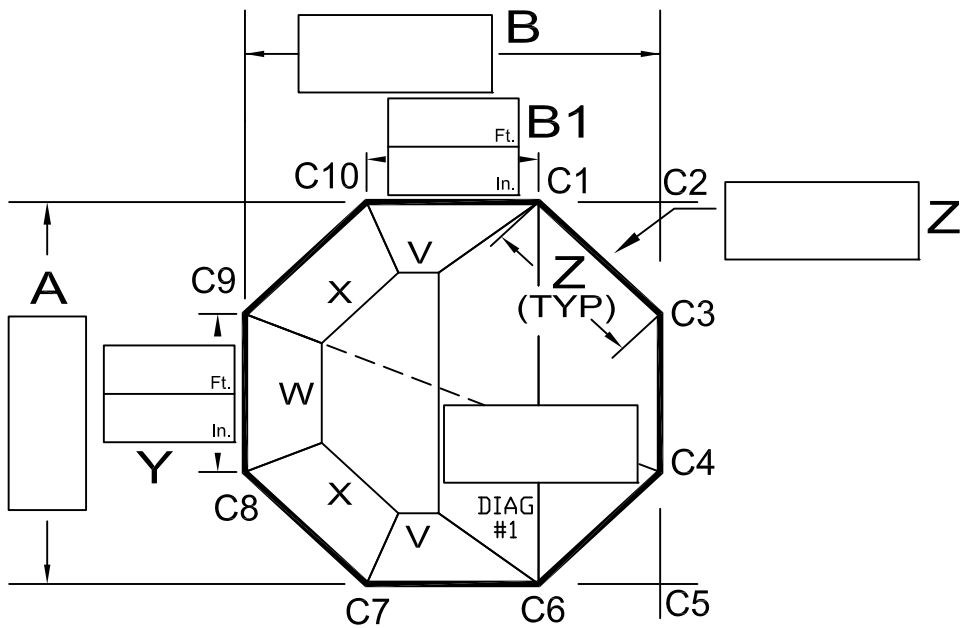 B
Ft.
B1
In.
C10
C1
C2
Z
V
A
C9
X
Z
(TYP)
C3
Ft.
W
In.
Y
C4
C8
X
DIAG
#1
V
C7
C6
C5